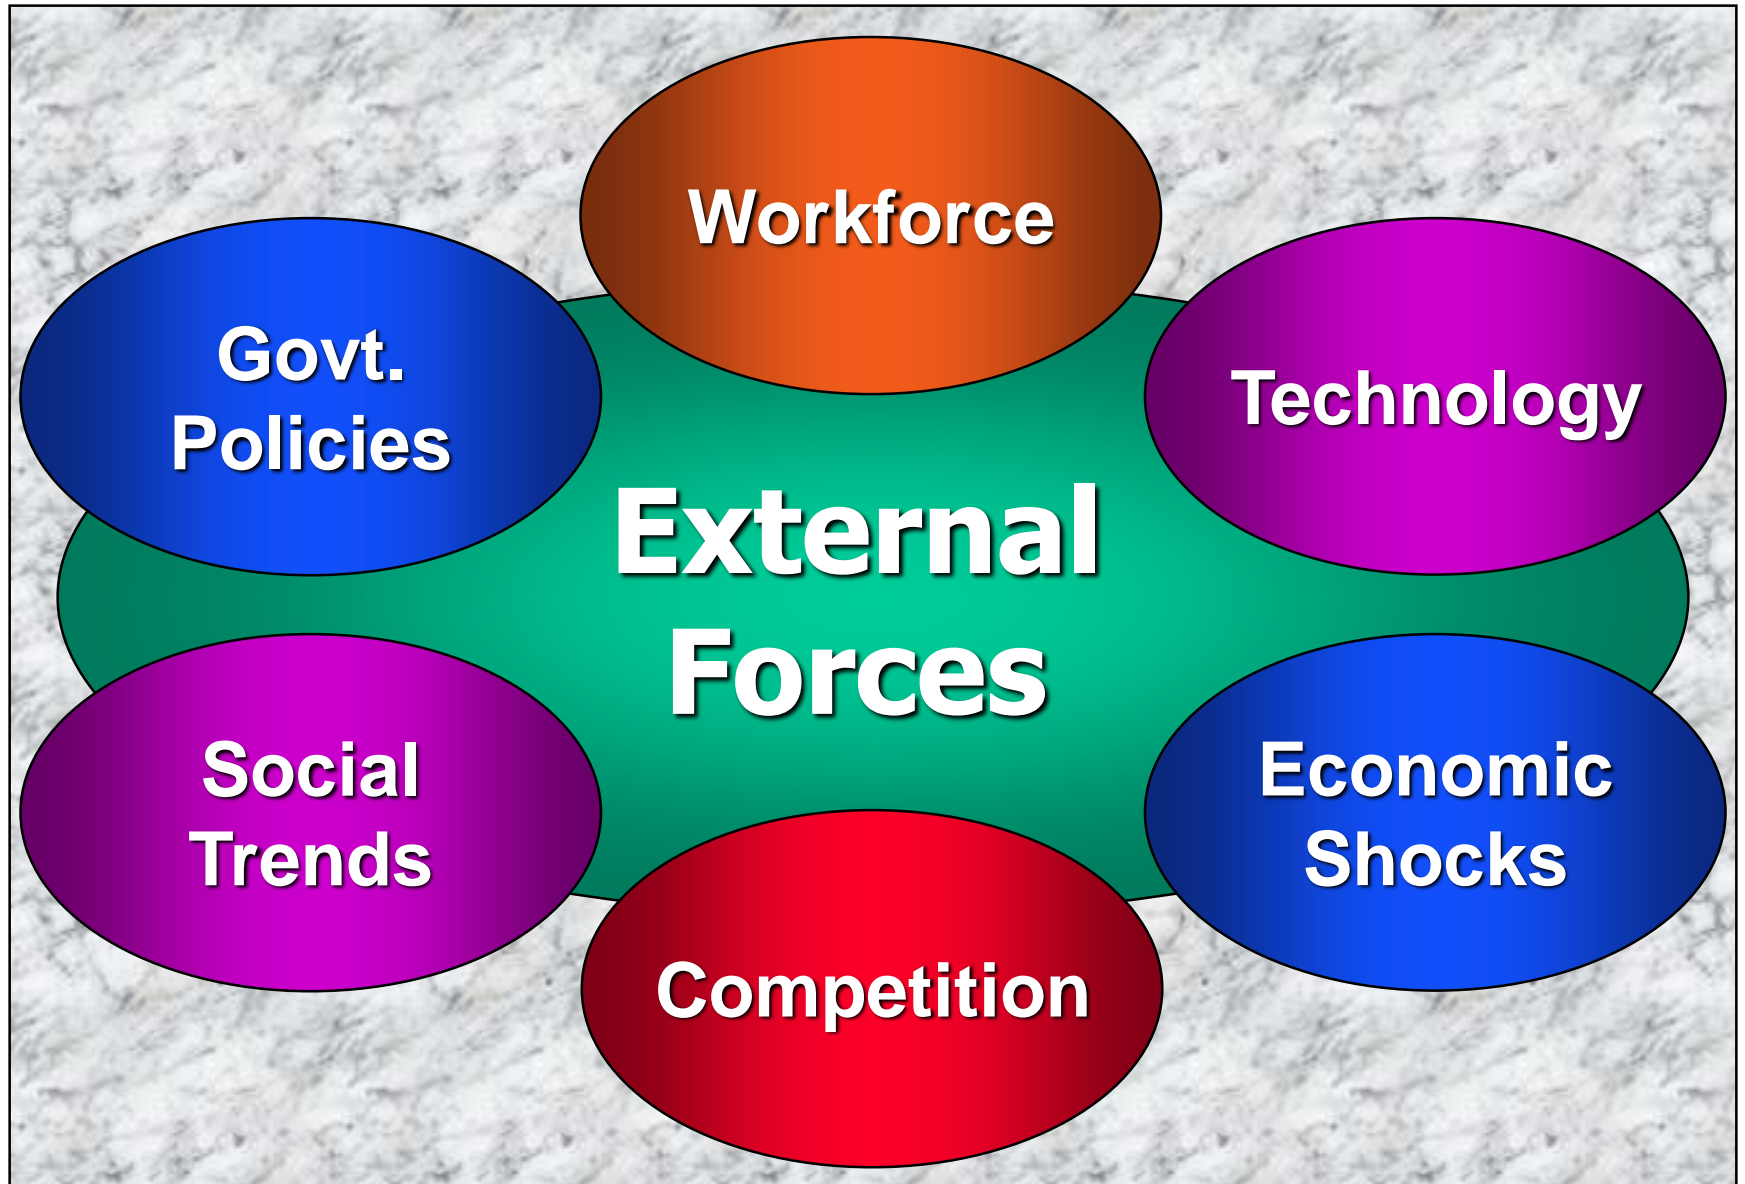 Workforce
Govt.
Policies
Technology
External
Forces
Social
Trends
Economic
Shocks
Competition